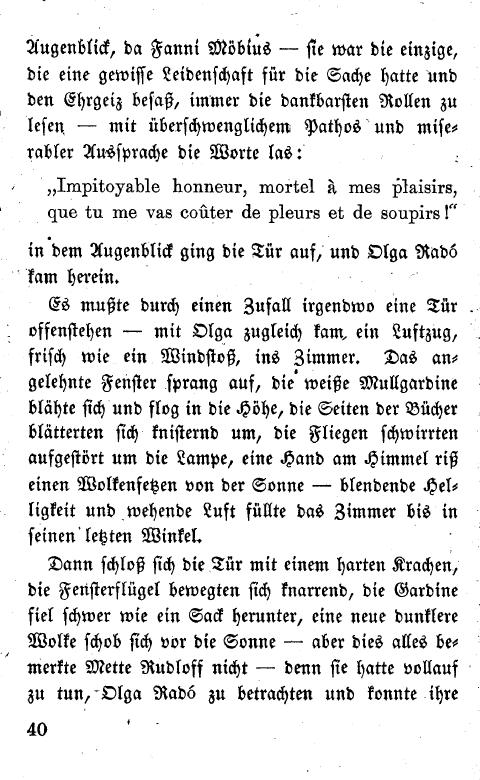 Augenblick, da Fanni Möbius — sie war die einzige,
die eine gewisse Leidenschaft für die Sache hatte und
den Ehrgeiz besaß, immer die dankbarsten Rollen zu
lesen — mit überschwenglichem Pathos und mise-
rabler Aussprache die Worte las:
„Impitoyable honneur, mortel à mes plaisirs,
que tu me vas coûter de pleurs et de soupirs!“
in dem Augenblick ging die Tür auf, und Olga Radó
kam herein.
Es mußte durch einen Zufall irgendwo eine Tür
offenstehen — mit Olga zugleich kam ein Luftzug,
frisch wie ein Windstoß, ins Zimmer. Das an-
gelehnte Fenster sprang auf, die weiße Mullgardine
blähte sich und flog in die Höhe, die Seiten der Bücher
blätterten sich knisternd um, die Fliegen schwirrten
aufgestört um die Lampe, eine Hand am Himmel riß
einen Wolkenfetzen von der Sonne — blendende Hel-
ligkeit und wehende Luft füllte das Zimmer bis in
seinen letzten Winkel.
Dann schloß sich die Tür mit einem harten Krachen,
die Fensterflügel bewegten sich knarrend, die Gardine
fiel schwer wie ein Sack herunter, eine neue dunklere
Wolke schob sich vor die Sonne — aber dies alles be-
merkte Mette Rudloff nicht — denn sie hatte vollauf
zu tun, Olga Radó zu betrachten und konnte ihre
40